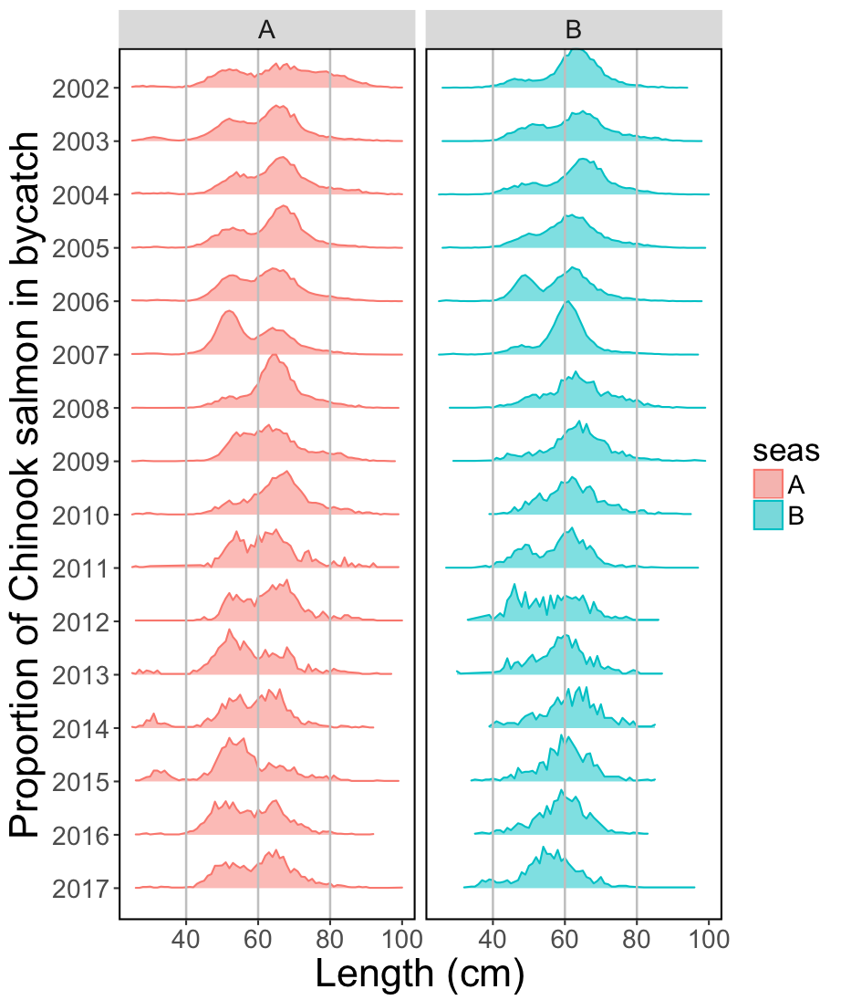 A
B
Proportion of Chinook salmon in bycatch
2002
2003
2004
2005
2006
2007
2008
2009
2010
2011
2012
2013
2014
2015
2016
2017
40 60 80 100
40 60 80 100
Length (cm)
seas
A
B